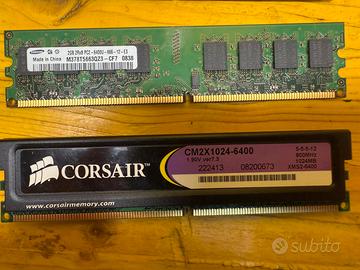 SAMSUNG
2GB 2Rx8 PC2-6400U-666-12-E3
Made in China M378T5663QZ3-CF7 0838
CORSAIR
www.corsairmemory.com
CM2X1024-6400
1.90V ver7.3
222413 08200673
5-5-5-12
800MHz
1024MB
XMS2-6400
subito